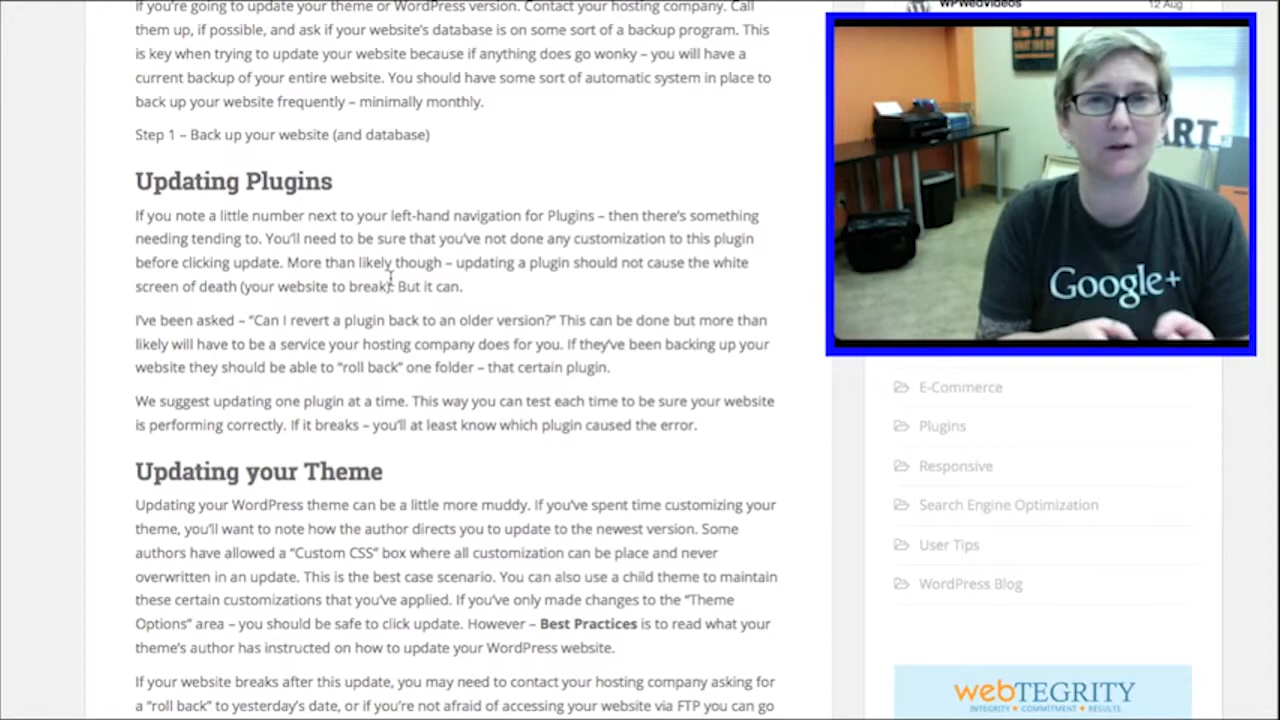 If you're going to update your theme or WordPress version. Contact your hosting company. Call
them up, if possible, and ask if your website's database is on some sort of a backup program. This
is key when trying to update your website because if anything does go wonky – you will have a
current backup of your entire website. You should have some sort of automatic system in place to
back up your website frequently – minimally monthly.
Step 1 – Back up your website (and database)
Updating Plugins
If you note a little number next to your left-hand navigation for Plugins – then there's something
needing tending to. You'll need to be sure that you've not done any customization to this plugin
before clicking update. More than likely though – updating a plugin should not cause the white
screen of death (your website to break). But it can.
I've been asked – “Can I revert a plugin back to an older version?” This can be done but more than
likely will have to be a service your hosting company does for you. If they've been backing up your
website they should be able to “roll back” one folder – that certain plugin.
We suggest updating one plugin at a time. This way you can test each time to be sure your website
is performing correctly. If it breaks – you'll at least know which plugin caused the error.
Updating your Theme
Updating your WordPress theme can be a little more muddy. If you've spent time customizing your
theme, you'll want to note how the author directs you to update to the newest version. Some
authors have allowed a “Custom CSS” box where all customization can be place and never
overwritten in an update. This is the best case scenario. You can also use a child theme to maintain
these certain customizations that you've applied. If you've only made changes to the “Theme
Options” area – you should be safe to click update. However – Best Practices is to read what your
theme's author has instructed on how to update your WordPress website.
If your website breaks after this update, you may need to contact your hosting company asking for
a “roll back” to yesterday's date, or if you're not afraid of accessing your website via FTP you can go
WPWebVideos
12 Aug
ART
Google+
E-Commerce
Plugins
Responsive
Search Engine Optimization
User Tips
WordPress Blog
webTEGRITY
INTEGRITY • COMMITMENT • RESULTS